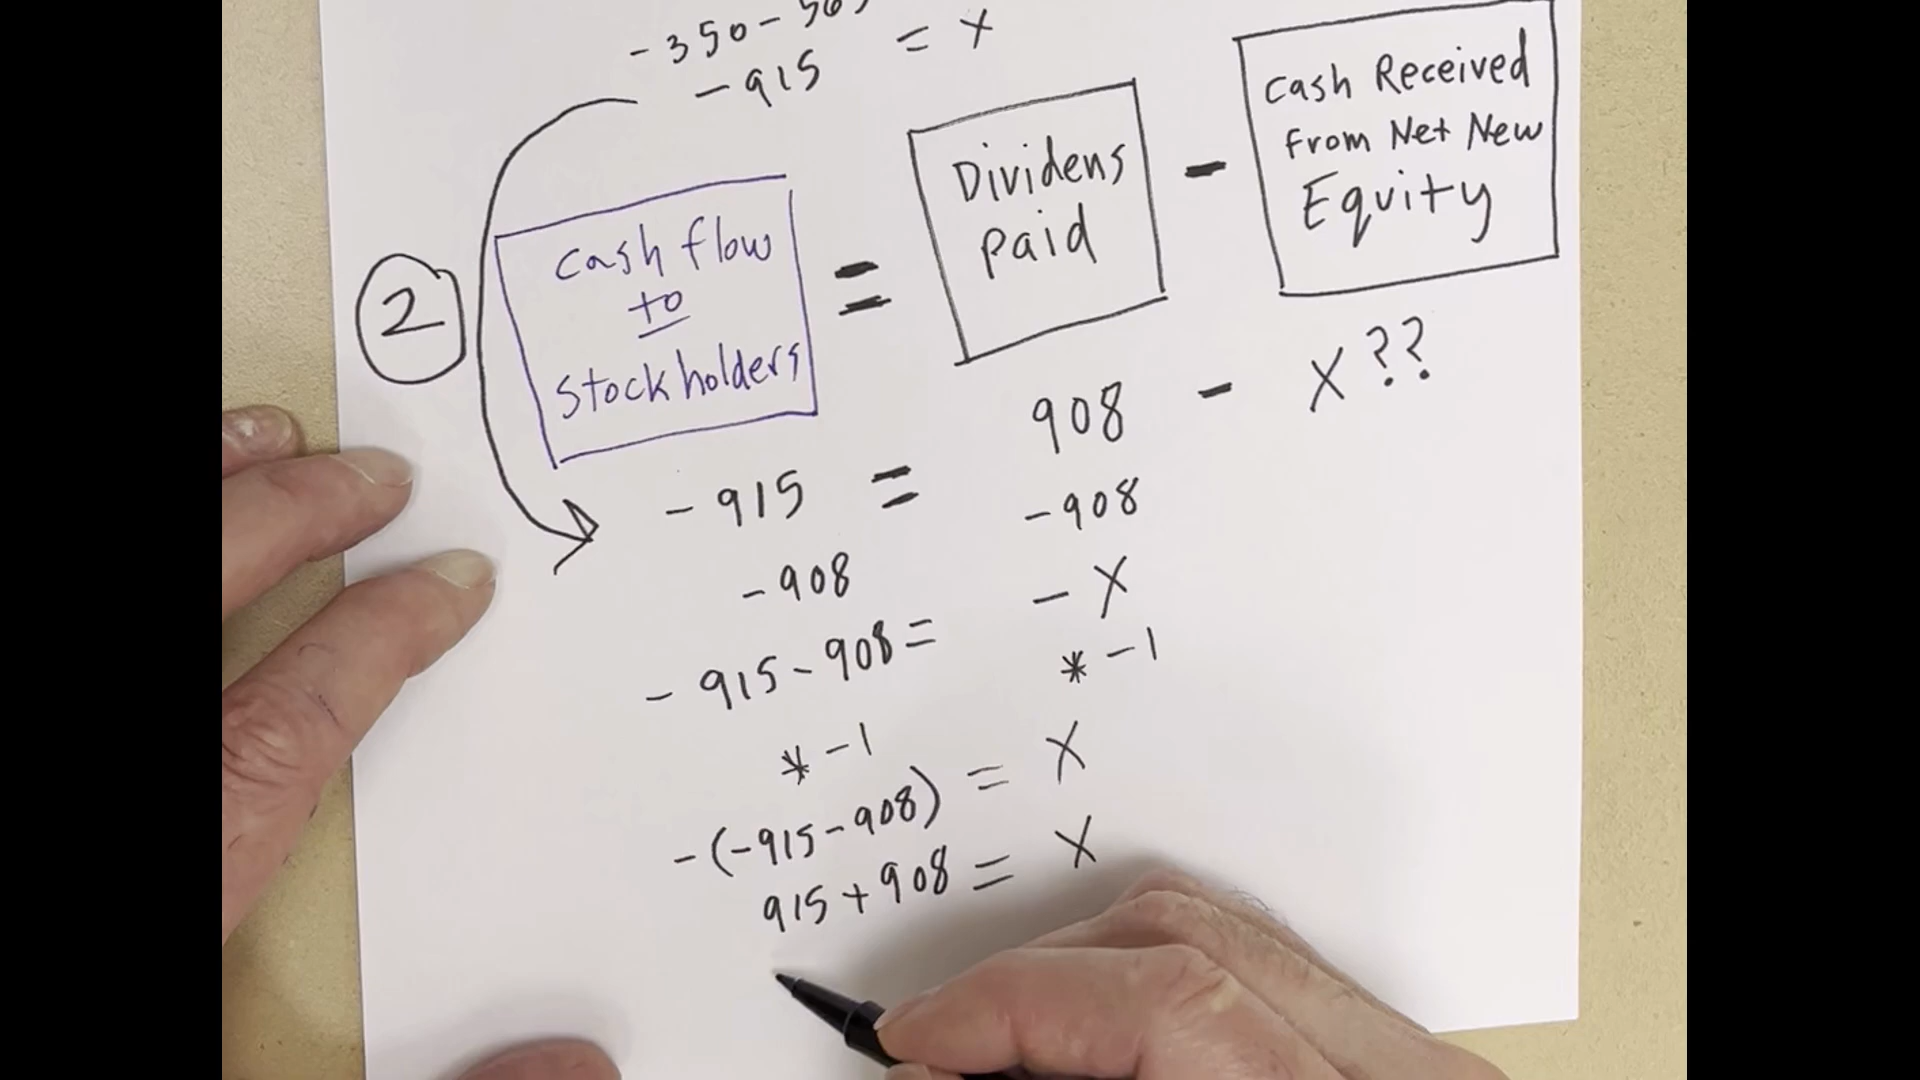 -350-565
-915 = X
2
Cash flow
to
Stockholders
=
Dividens
Paid
-
Cash Received
From Net New
Equity
908 - X??
-915 =
-908 -908
-915-908= -X
*-1 *-1
-(-915-908) = X
915+908 = X